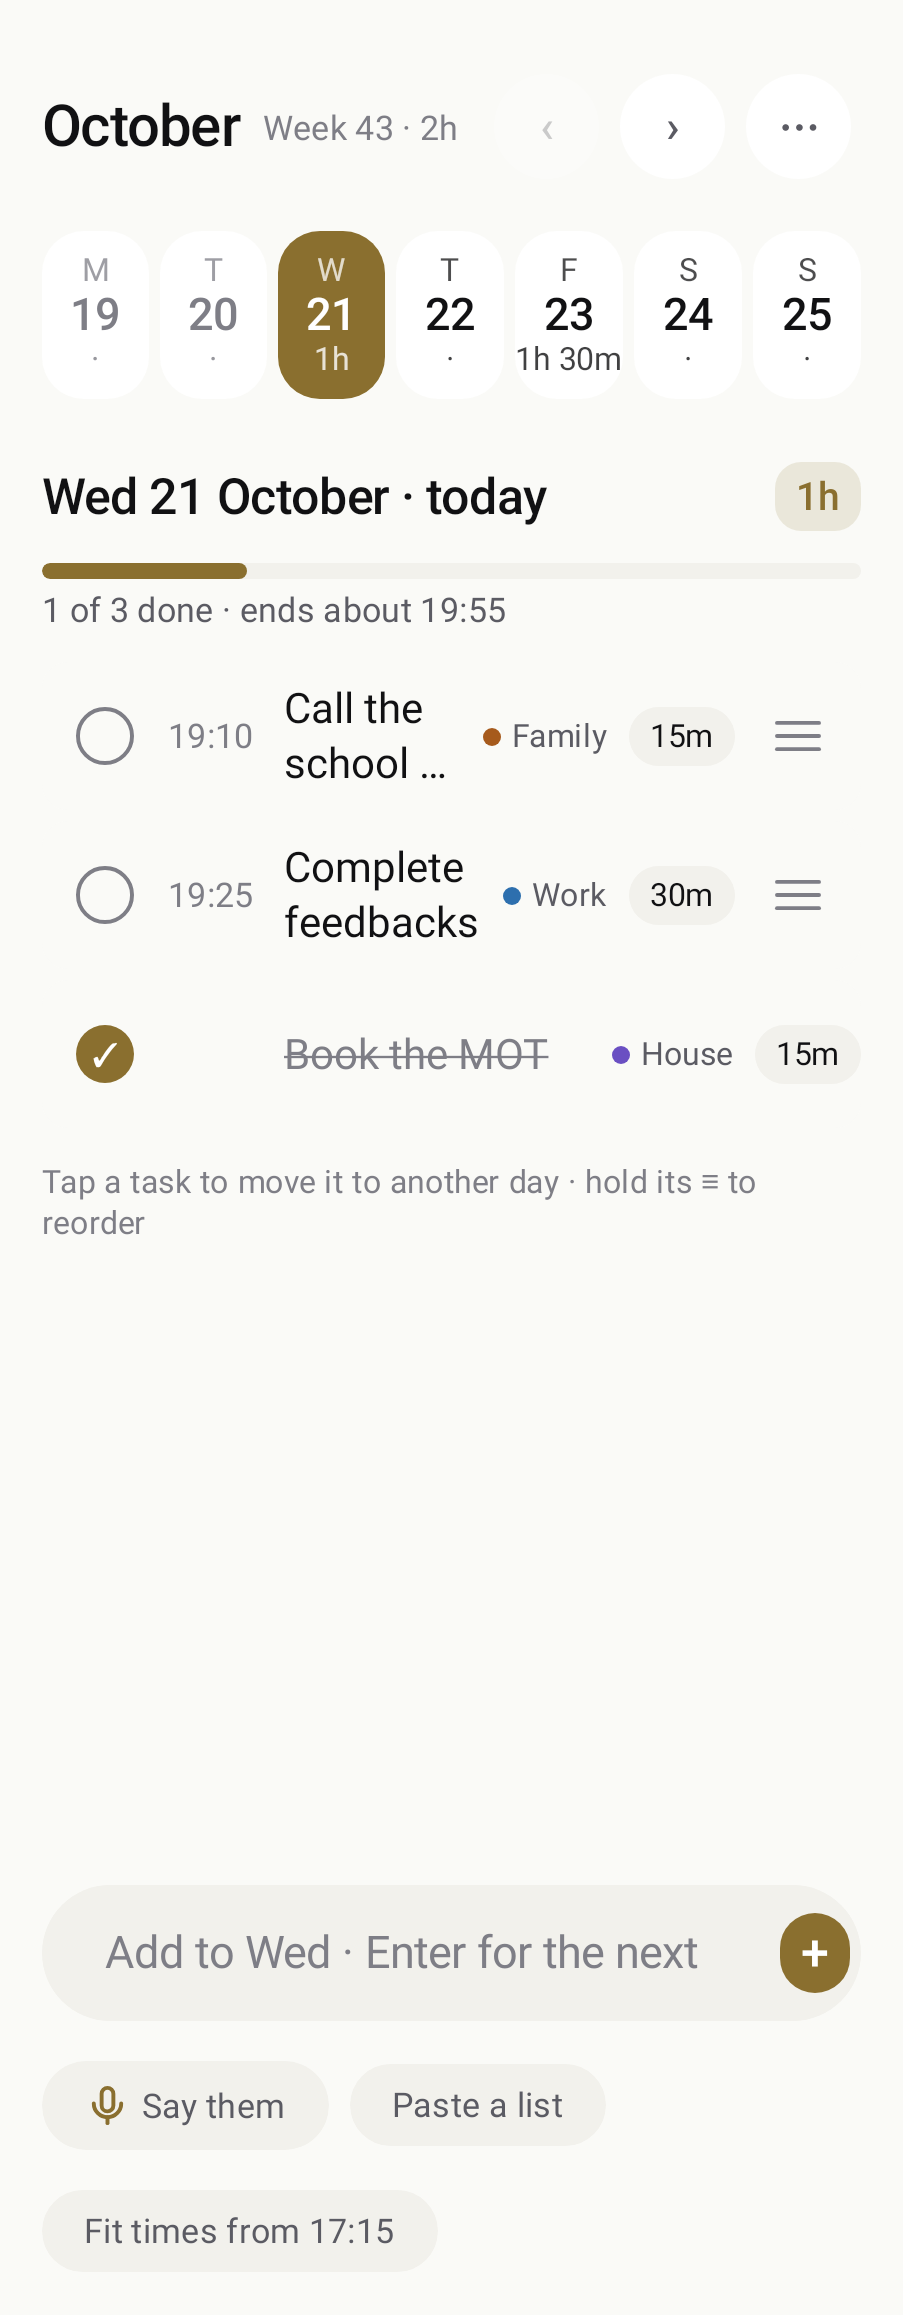 October Week 43 · 2h ‹ › ···
M T W T F S S
19 20 21 22 23 24 25
· · 1h · 1h 30m · ·
Wed 21 October · today 1h
1 of 3 done · ends about 19:55
19:10 Call the school … Family 15m
19:25 Complete feedbacks Work 30m
✓ Book the MOT House 15m
Tap a task to move it to another day · hold its ≡ to
reorder
Add to Wed · Enter for the next +
Say them Paste a list
Fit times from 17:15